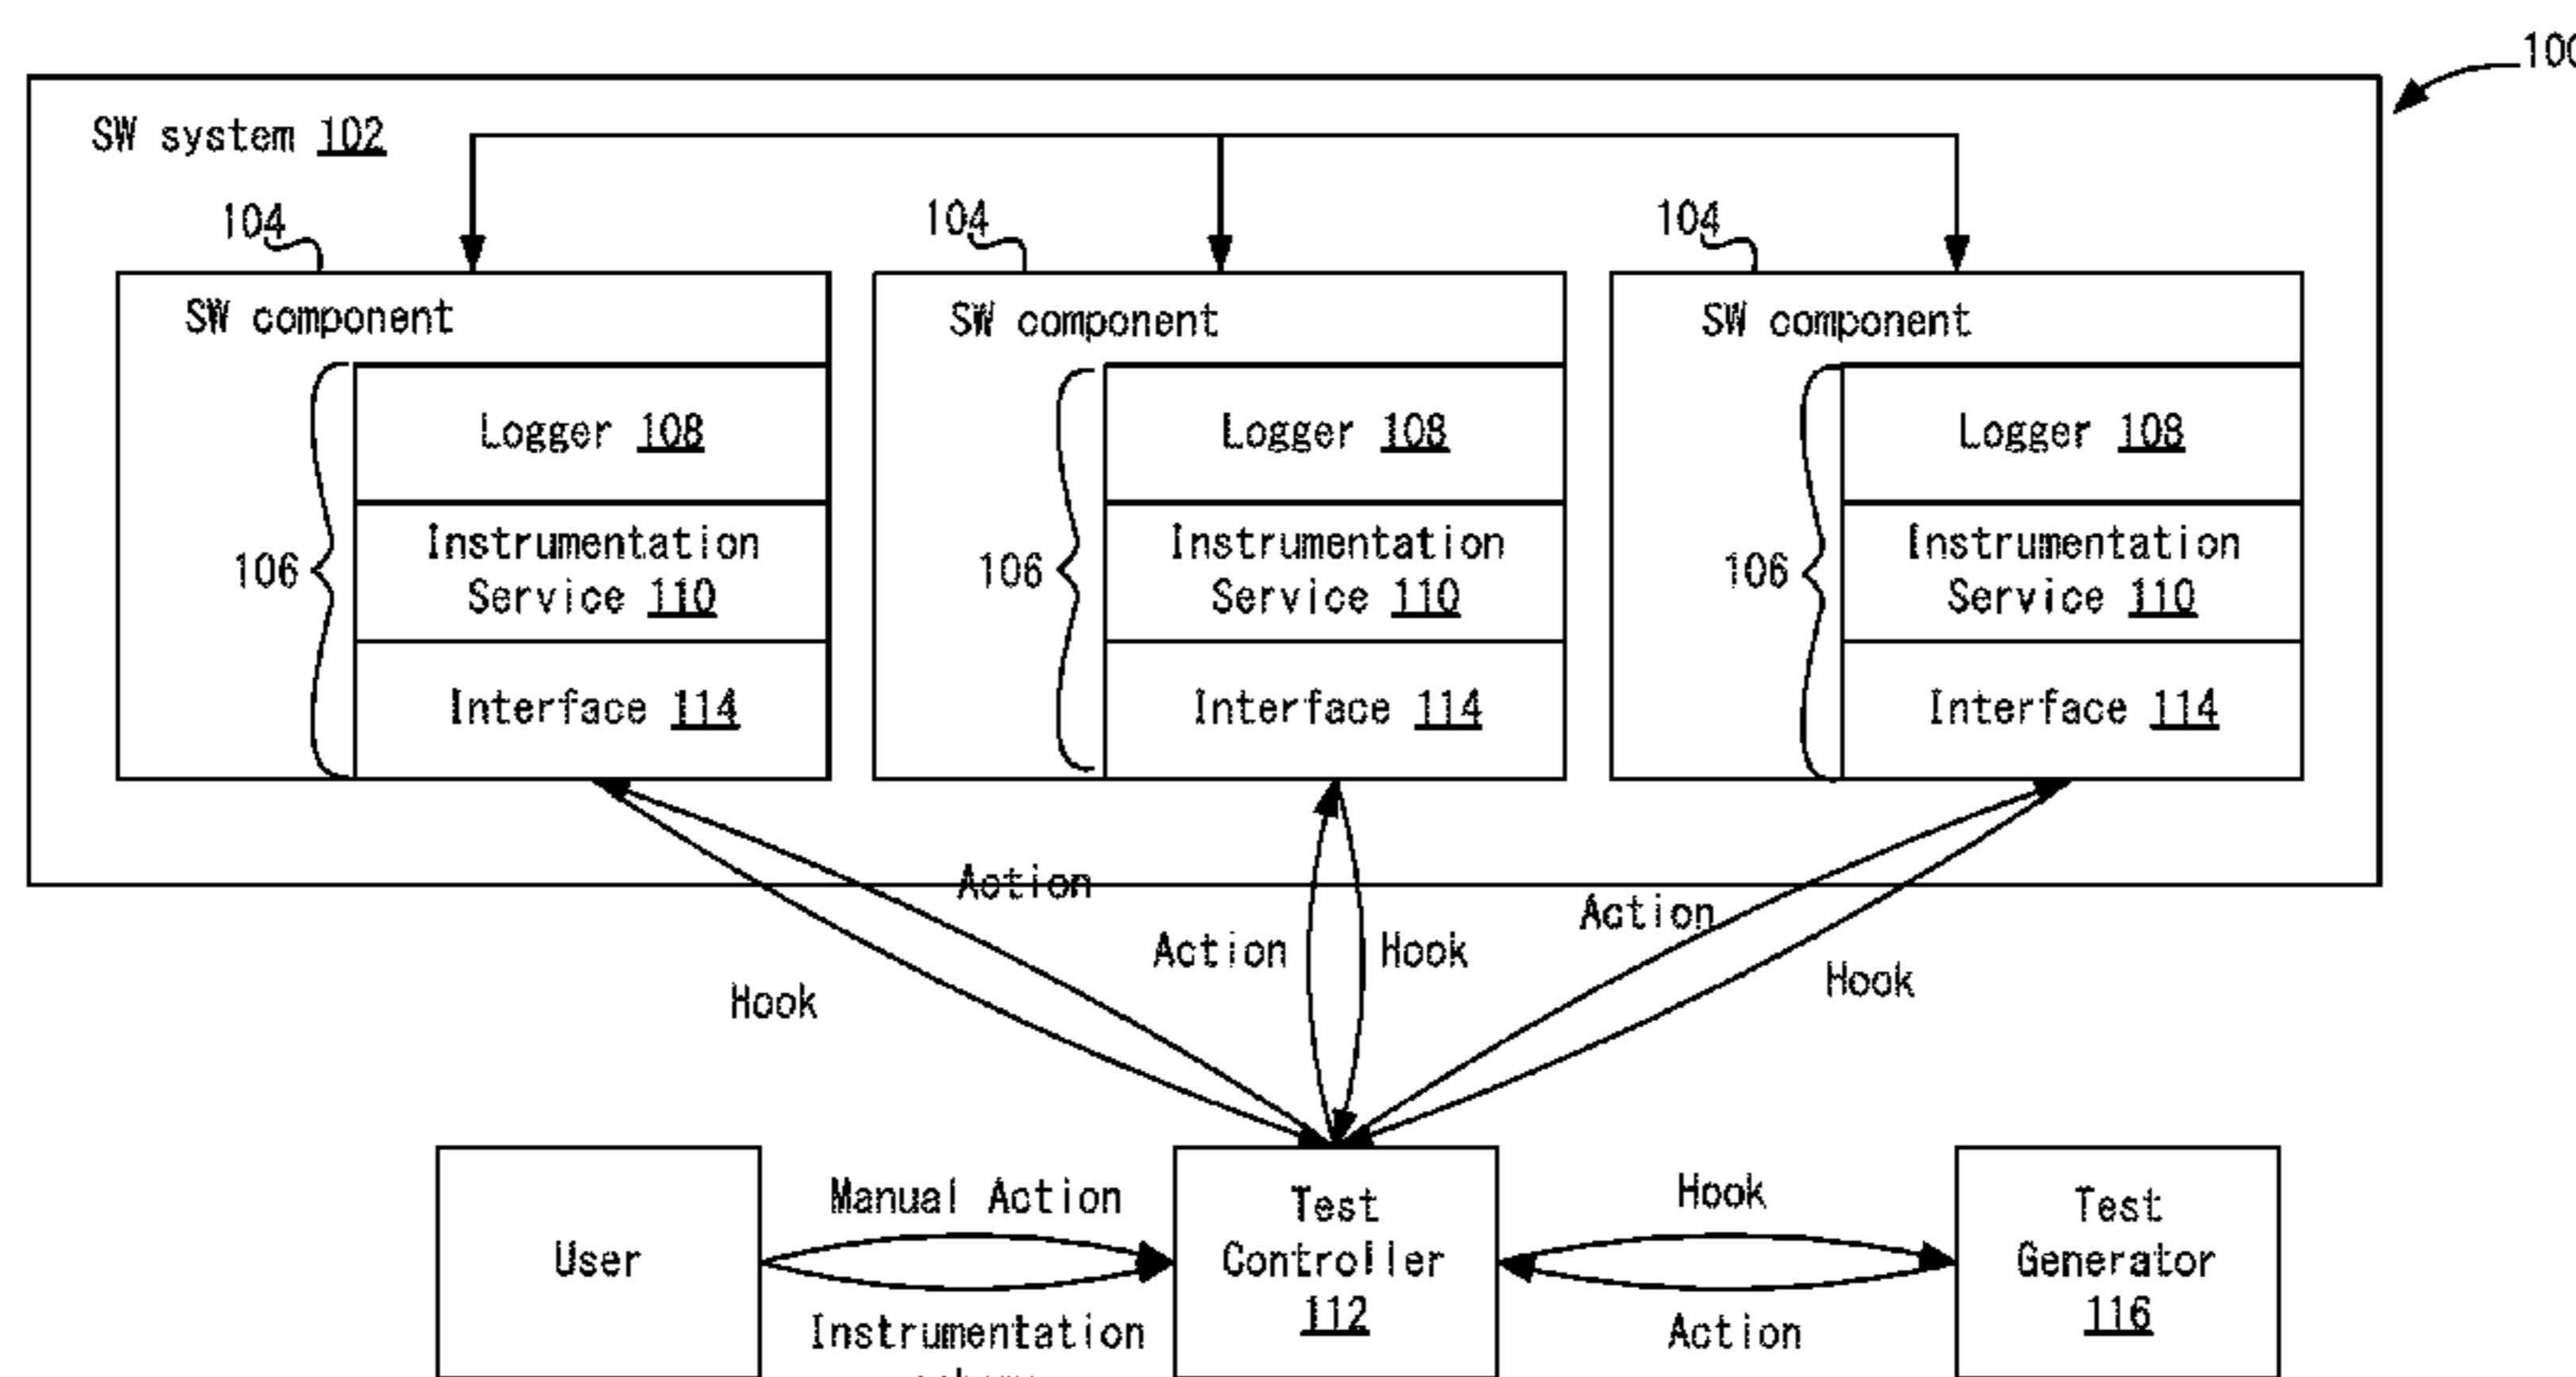 SW system 102
104
104
104
SW component
SW component
SW component
106
Logger 108
Instrumentation
Service 110
Interface 114
106
Logger 108
Instrumentation
Service 110
Interface 114
106
Logger 108
Instrumentation
Service 110
Interface 114
Action
Hook
Action
Hook
Action
Hook
User
Manual Action
Instrumentation
Test
Controller
112
Hook
Action
Test
Generator
116